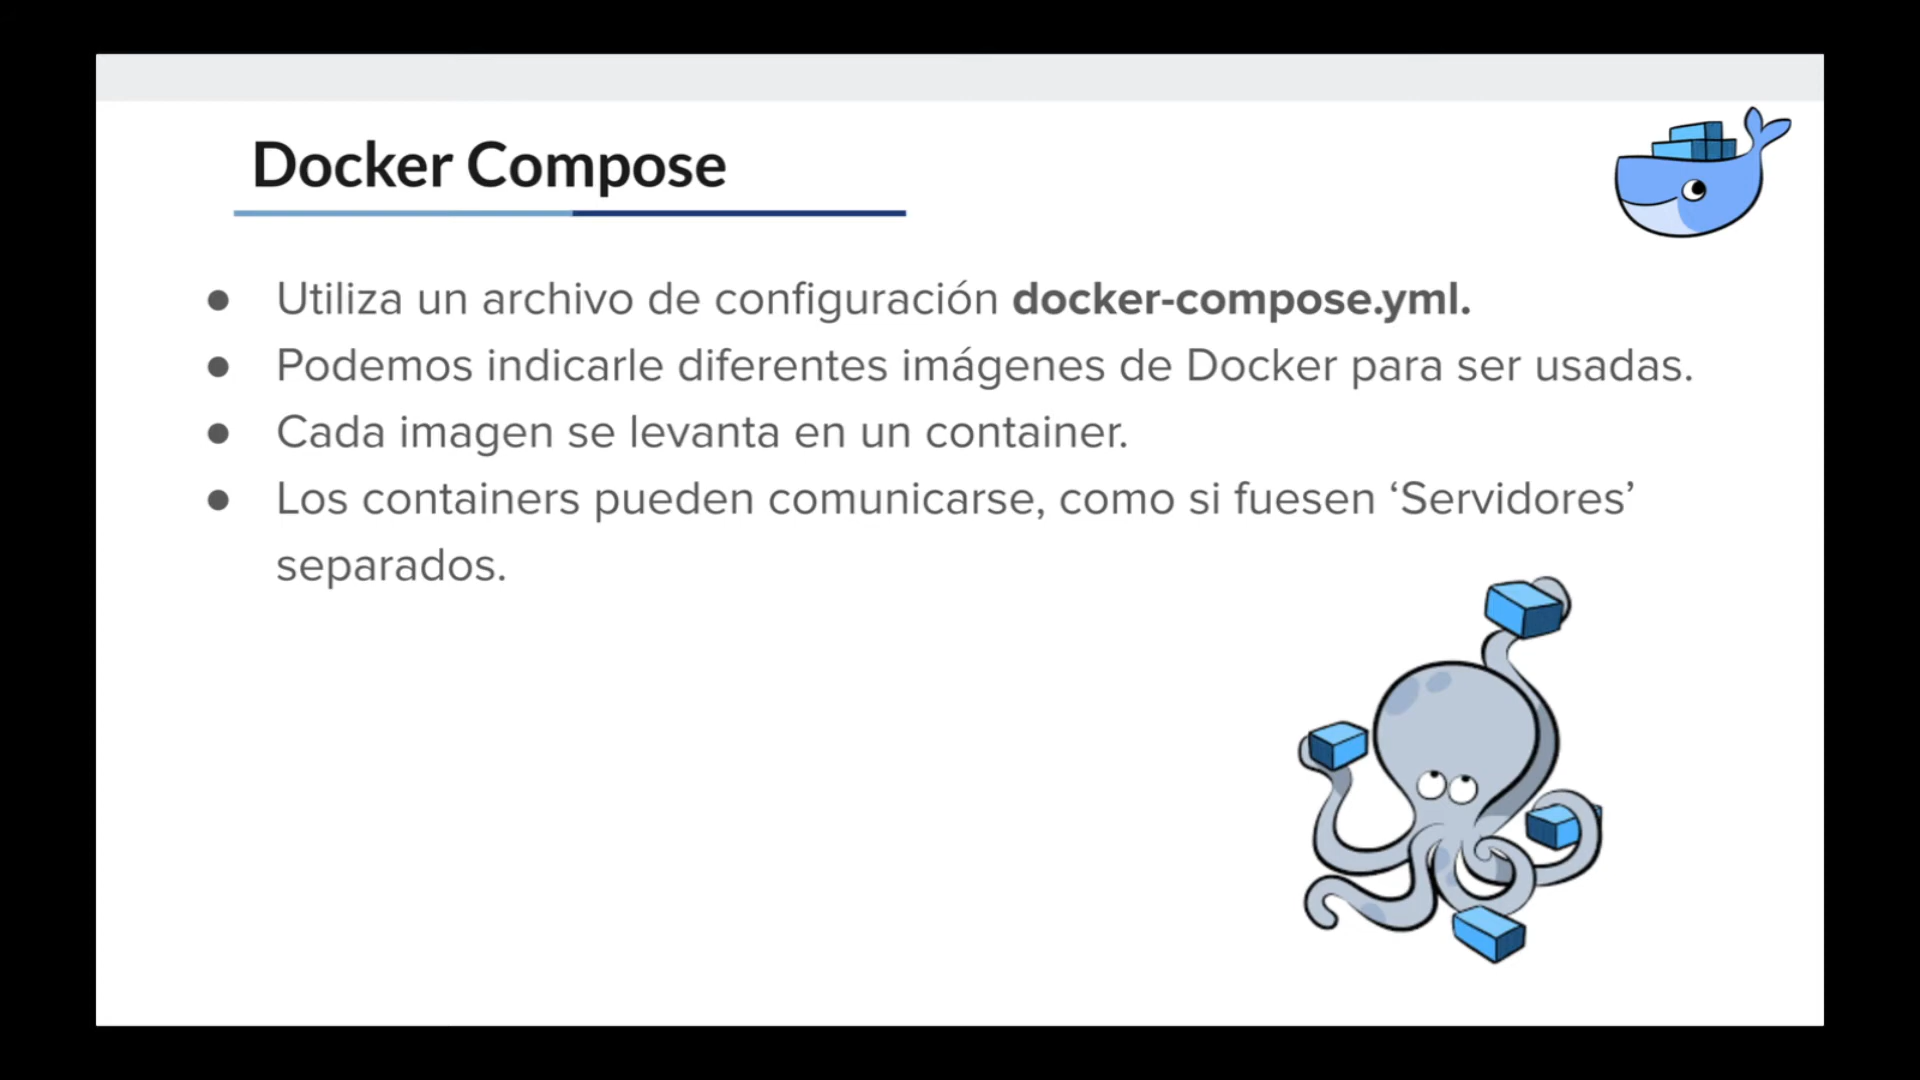 Docker Compose
● Utiliza un archivo de configuración docker-compose.yml.
● Podemos indicarle diferentes imágenes de Docker para ser usadas.
● Cada imagen se levanta en un container.
● Los containers pueden comunicarse, como si fuesen ‘Servidores’
separados.